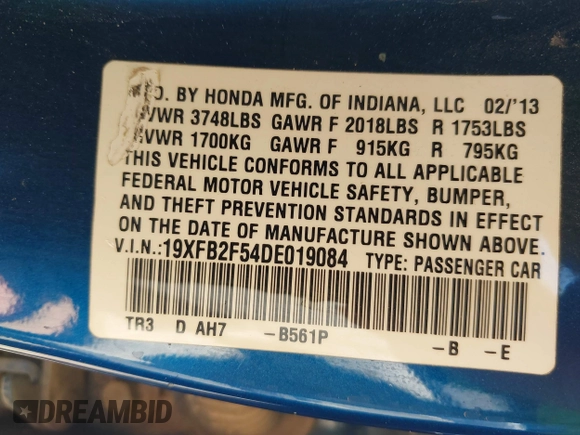 D. BY HONDA MFG. OF INDIANA, LLC 02/'13
VWR 3748LBS GAWR F 2018LBS R 1753LBS
VWR 1700KG GAWR F 915KG R 795KG
THIS VEHICLE CONFORMS TO ALL APPLICABLE
FEDERAL MOTOR VEHICLE SAFETY, BUMPER,
AND THEFT PREVENTION STANDARDS IN EFFECT
ON THE DATE OF MANUFACTURE SHOWN ABOVE.
V.I.N.:19XFB2F54DE019084 TYPE: PASSENGER CAR
TR3 D AH7 -B561P -B -E
DREAMBID